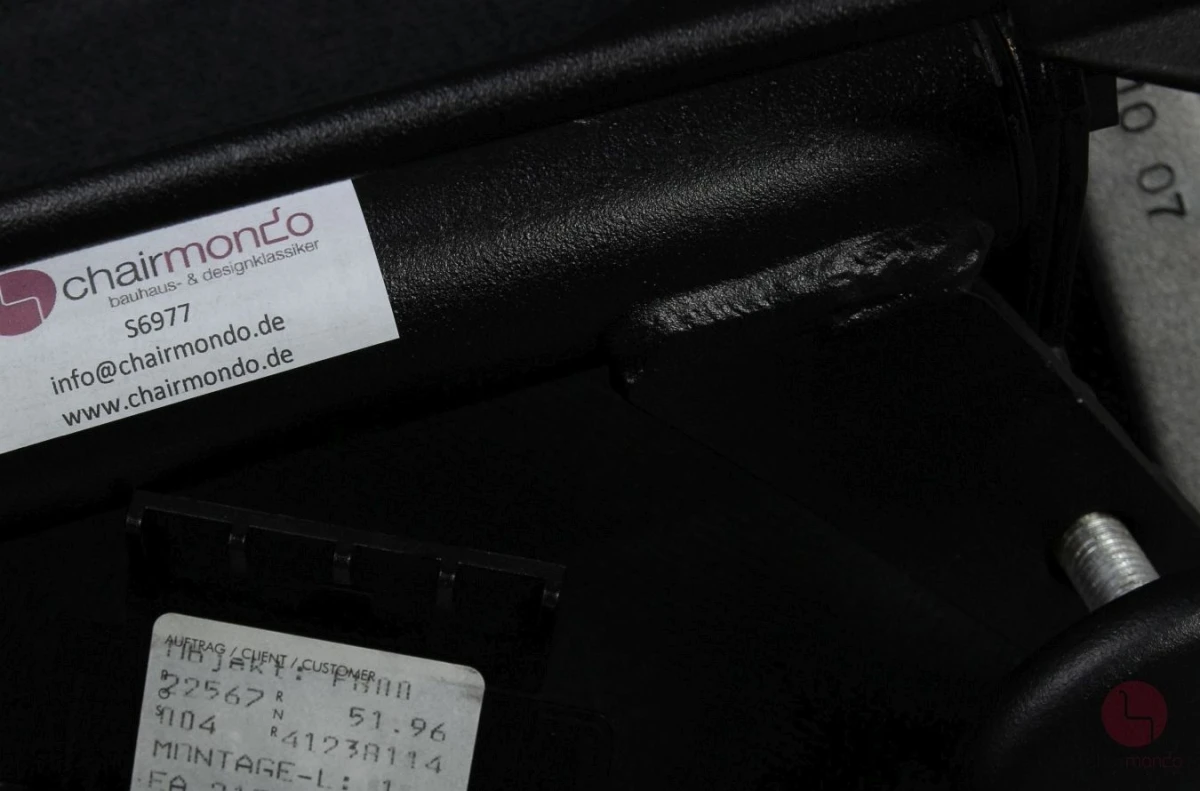 chairmondo
bauhaus- & designklassiker
S6977
info@chairmondo.de
www.chairmondo.de
07
AUFTRAG / CLIENT / CUSTOMER
22567 R 51.96
004 N
R 41238114
MONTAGE-L:
mondo